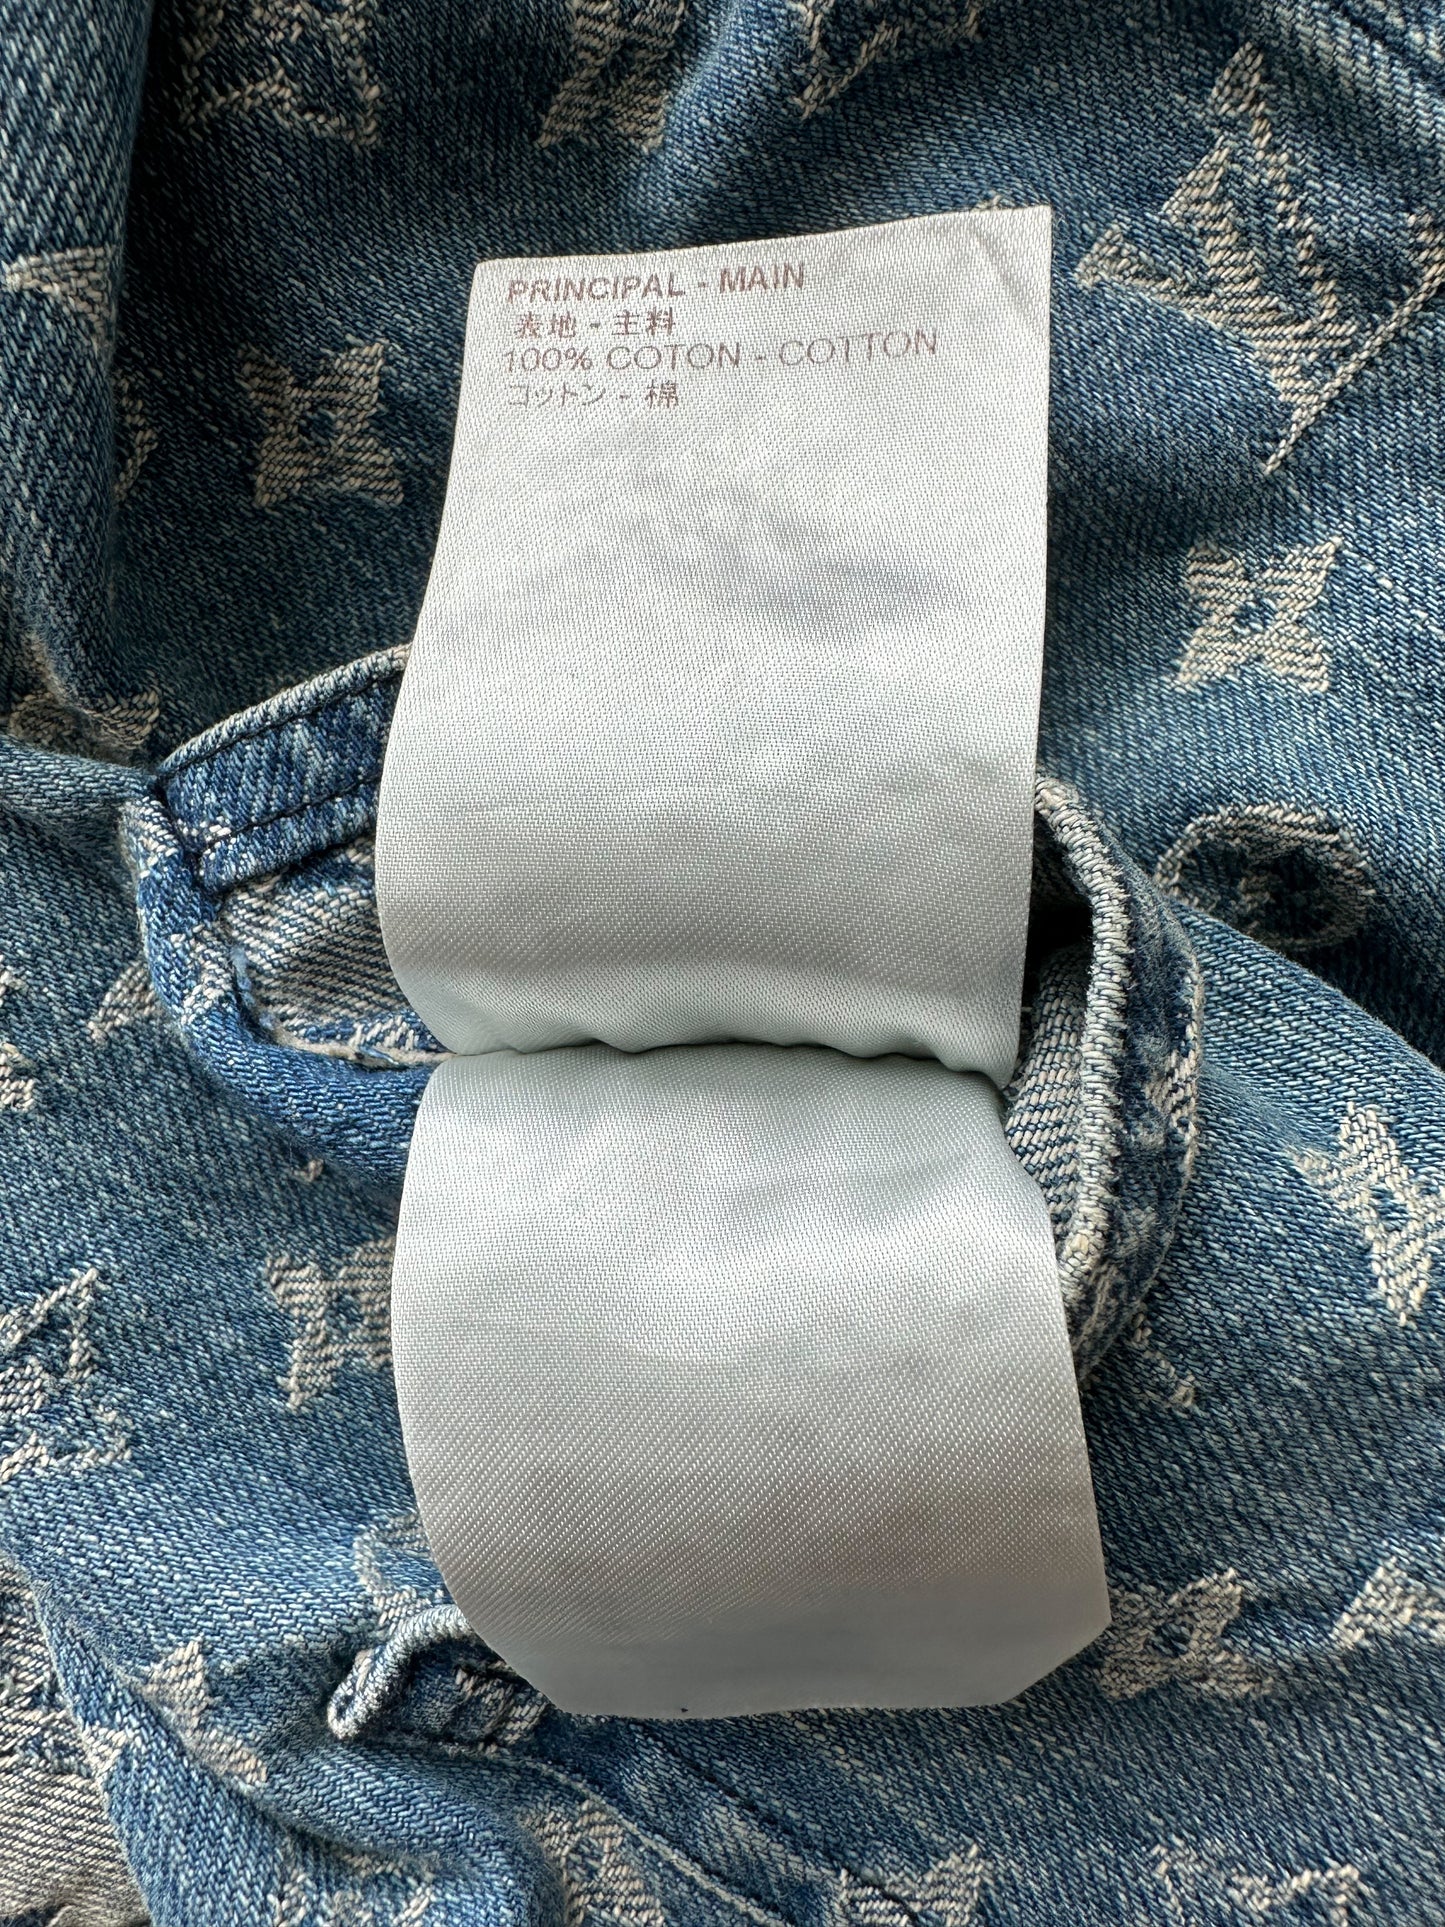 PRINCIPAL - MAIN
表地 - 主料
100% COTON - COTTON
コットン - 棉